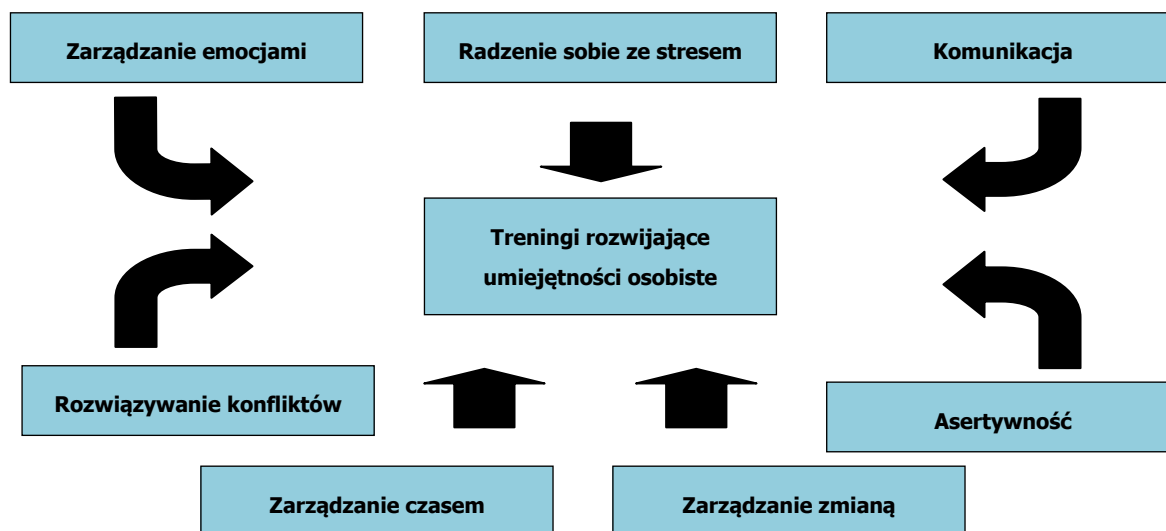 Zarządzanie emocjami
Radzenie sobie ze stresem
Komunikacja
Treningi rozwijające
umiejętności osobiste
Rozwiązywanie konfliktów
Asertywność
Zarządzanie czasem
Zarządzanie zmianą